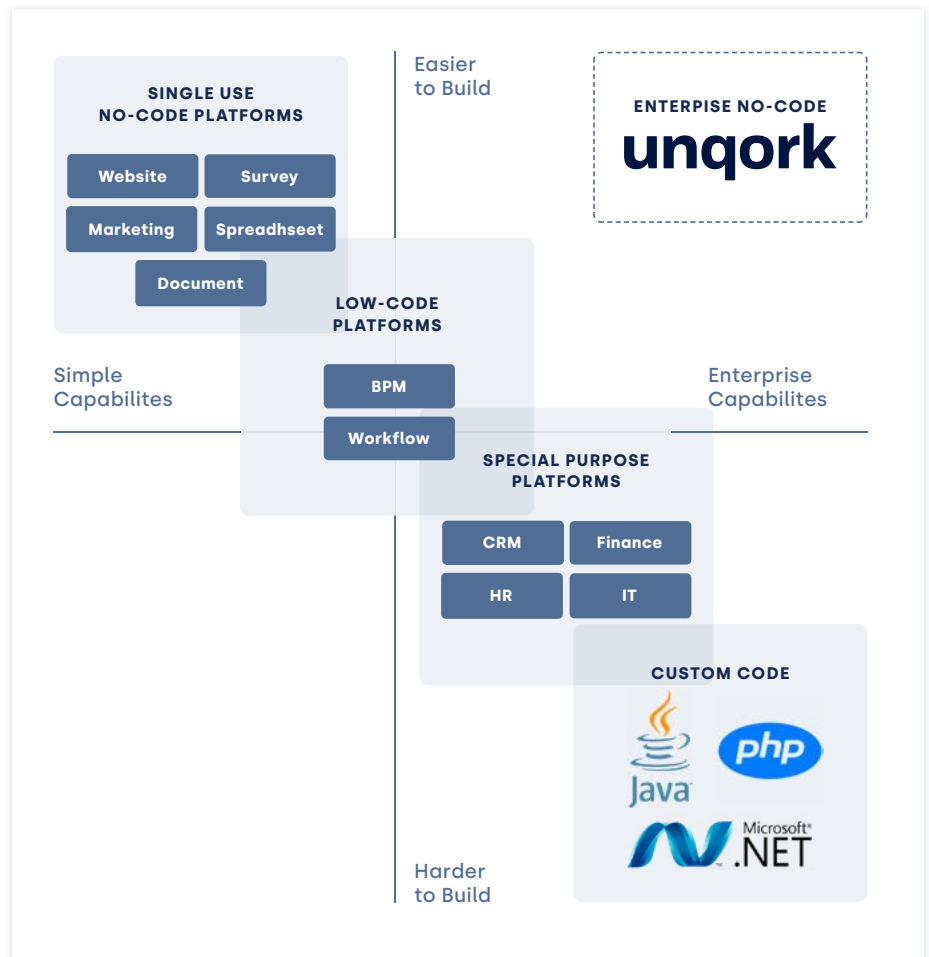 SINGLE USE
NO-CODE PLATFORMS
Website
Survey
Marketing
Spreadhseet
Document
Easier
to Build
ENTERPISE NO-CODE
unqork
LOW-CODE
PLATFORMS
BPM
Workflow
Simple
Capabilites
Enterprise
Capabilites
SPECIAL PURPOSE
PLATFORMS
CRM
Finance
HR
IT
CUSTOM CODE
Java
php
Microsoft®
.NET
Harder
to Build